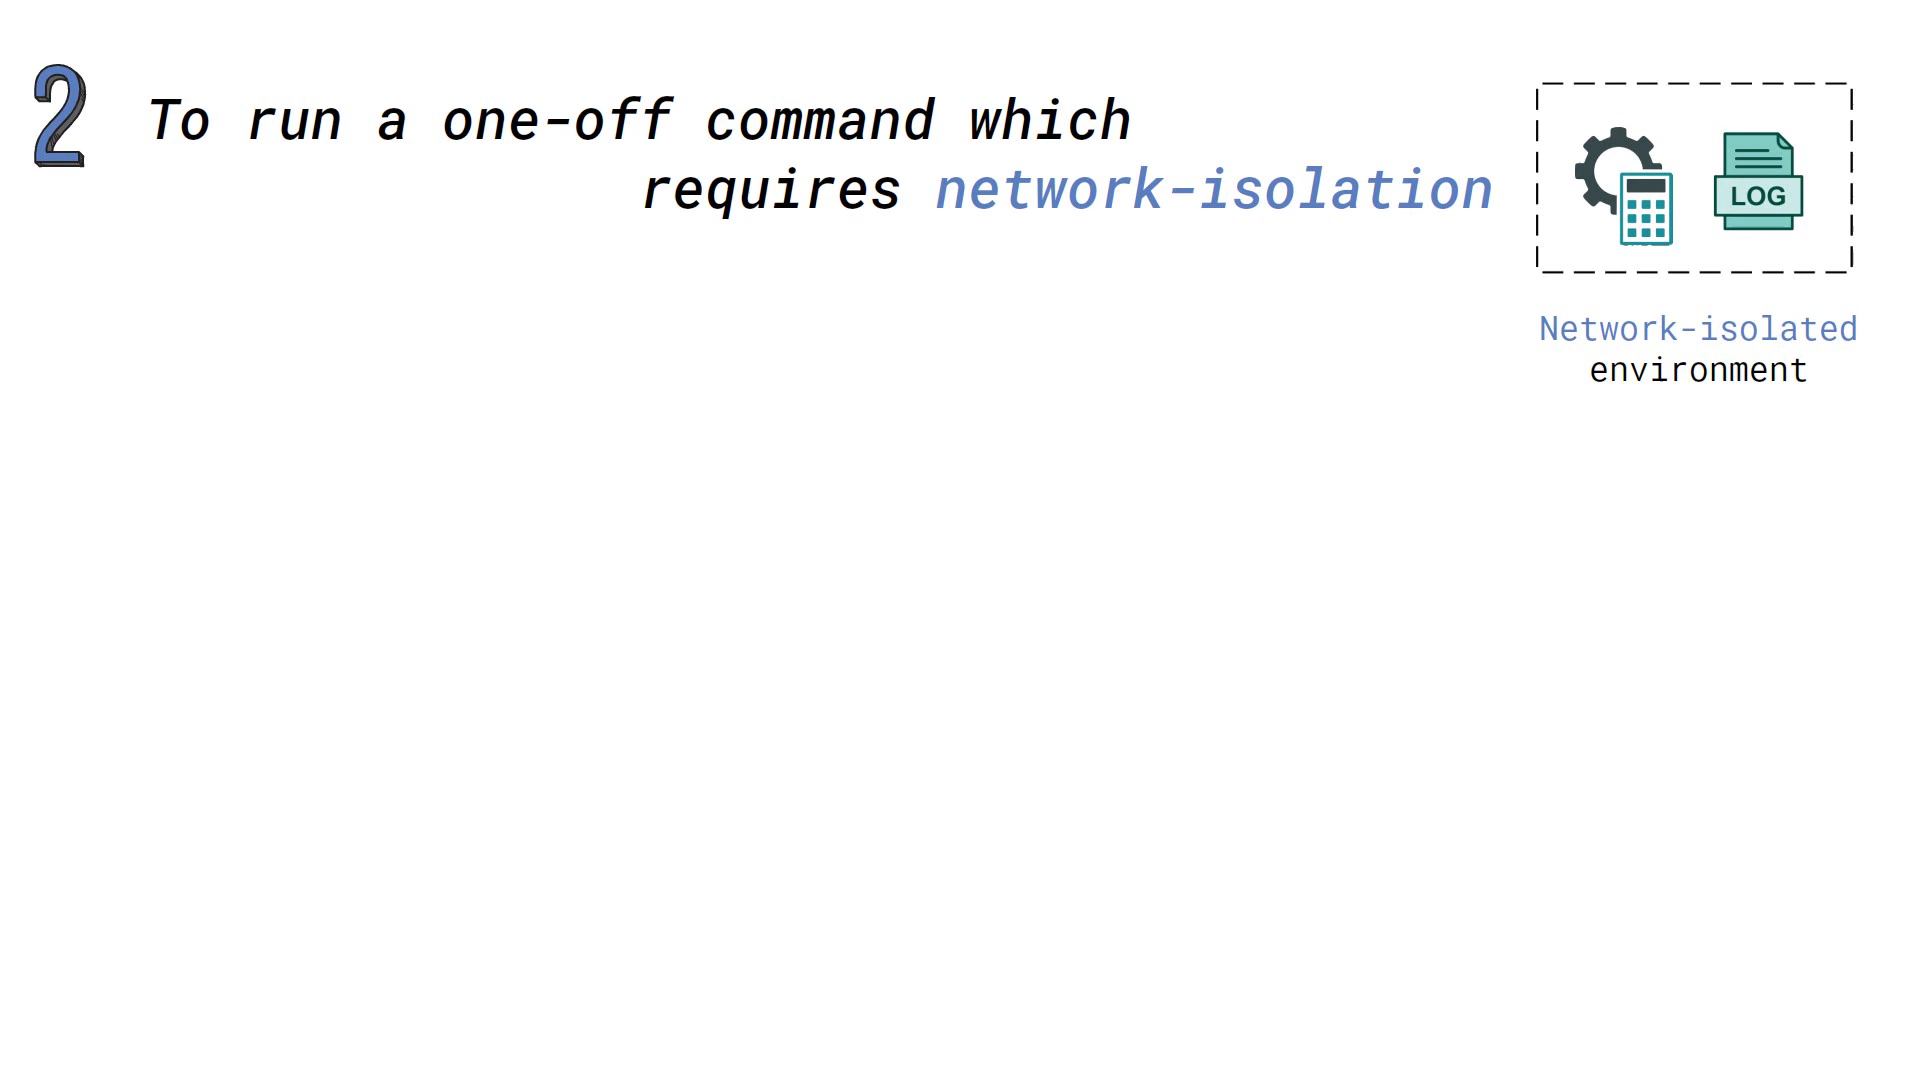 2
To run a one-off command which
requires network-isolation
LOG
Network-isolated
environment